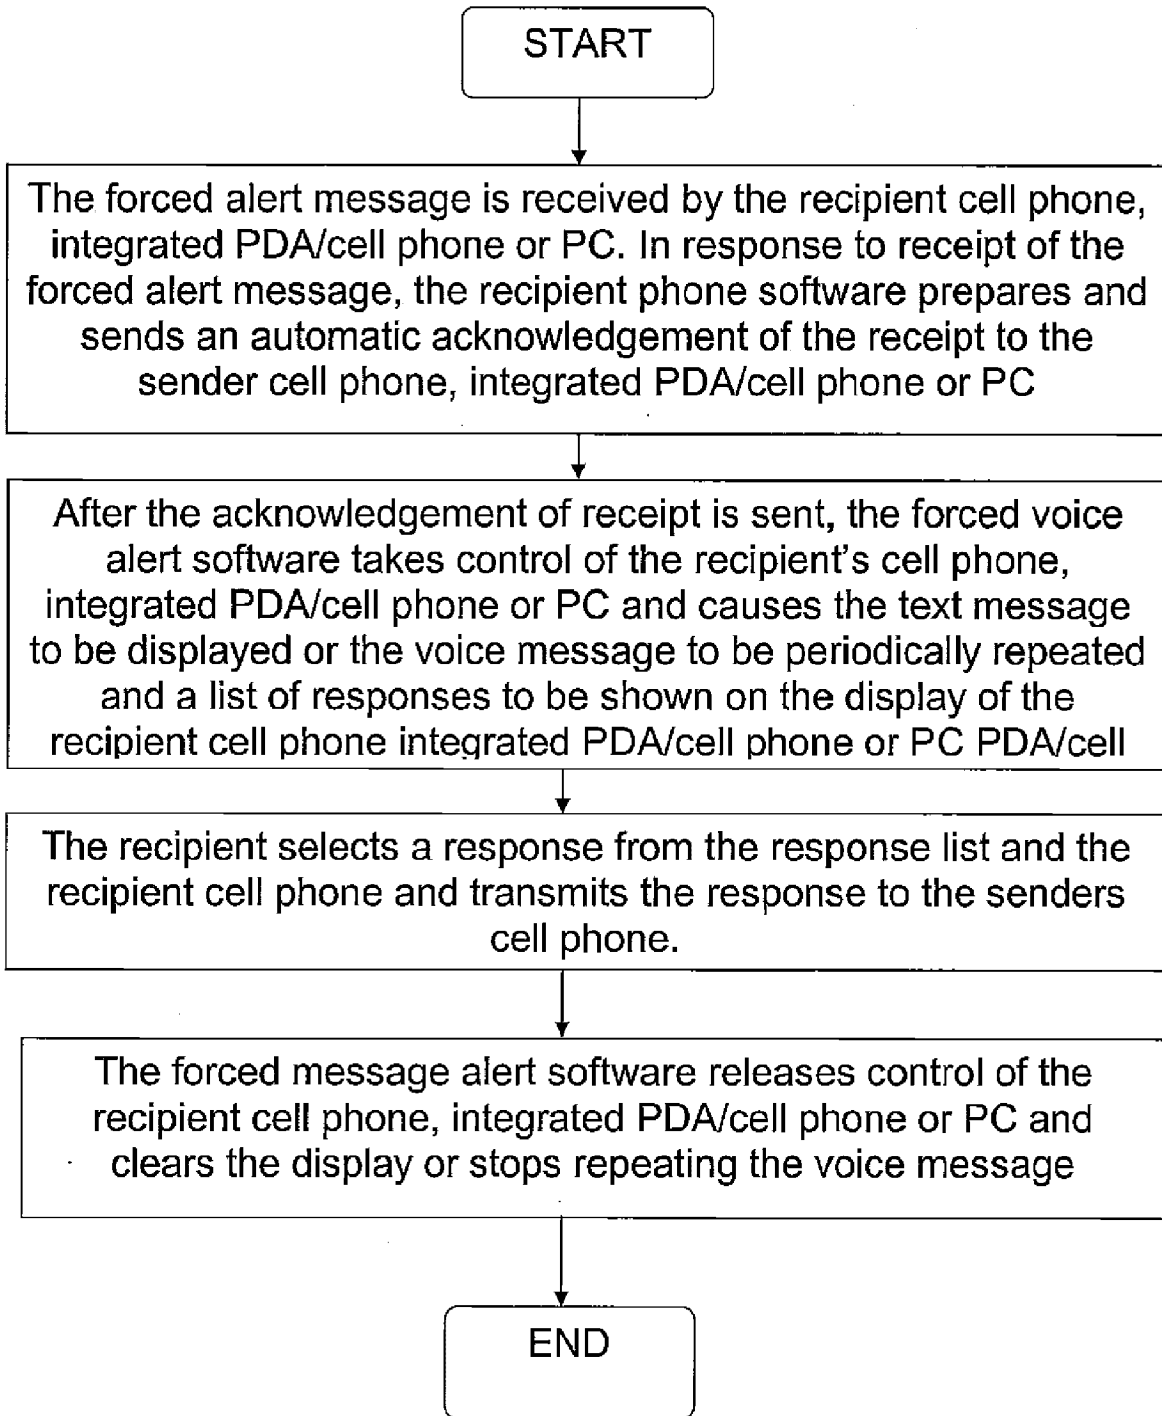 START
The forced alert message is received by the recipient cell phone,
integrated PDA/cell phone or PC. In response to receipt of the
forced alert message, the recipient phone software prepares and
sends an automatic acknowledgement of the receipt to the
sender cell phone, integrated PDA/cell phone or PC
After the acknowledgement of receipt is sent, the forced voice
alert software takes control of the recipient's cell phone,
integrated PDA/cell phone or PC and causes the text message
to be displayed or the voice message to be periodically repeated
and a list of responses to be shown on the display of the
recipient cell phone integrated PDA/cell phone or PC PDA/cell
The recipient selects a response from the response list and the
recipient cell phone and transmits the response to the senders
cell phone.
The forced message alert software releases control of the
recipient cell phone, integrated PDA/cell phone or PC and
clears the display or stops repeating the voice message
END